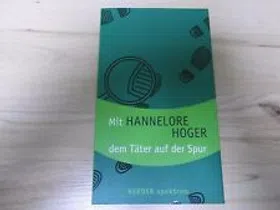 Mit HANNELORE
HOGER
dem Täter auf der Spur
HERDER spektrum